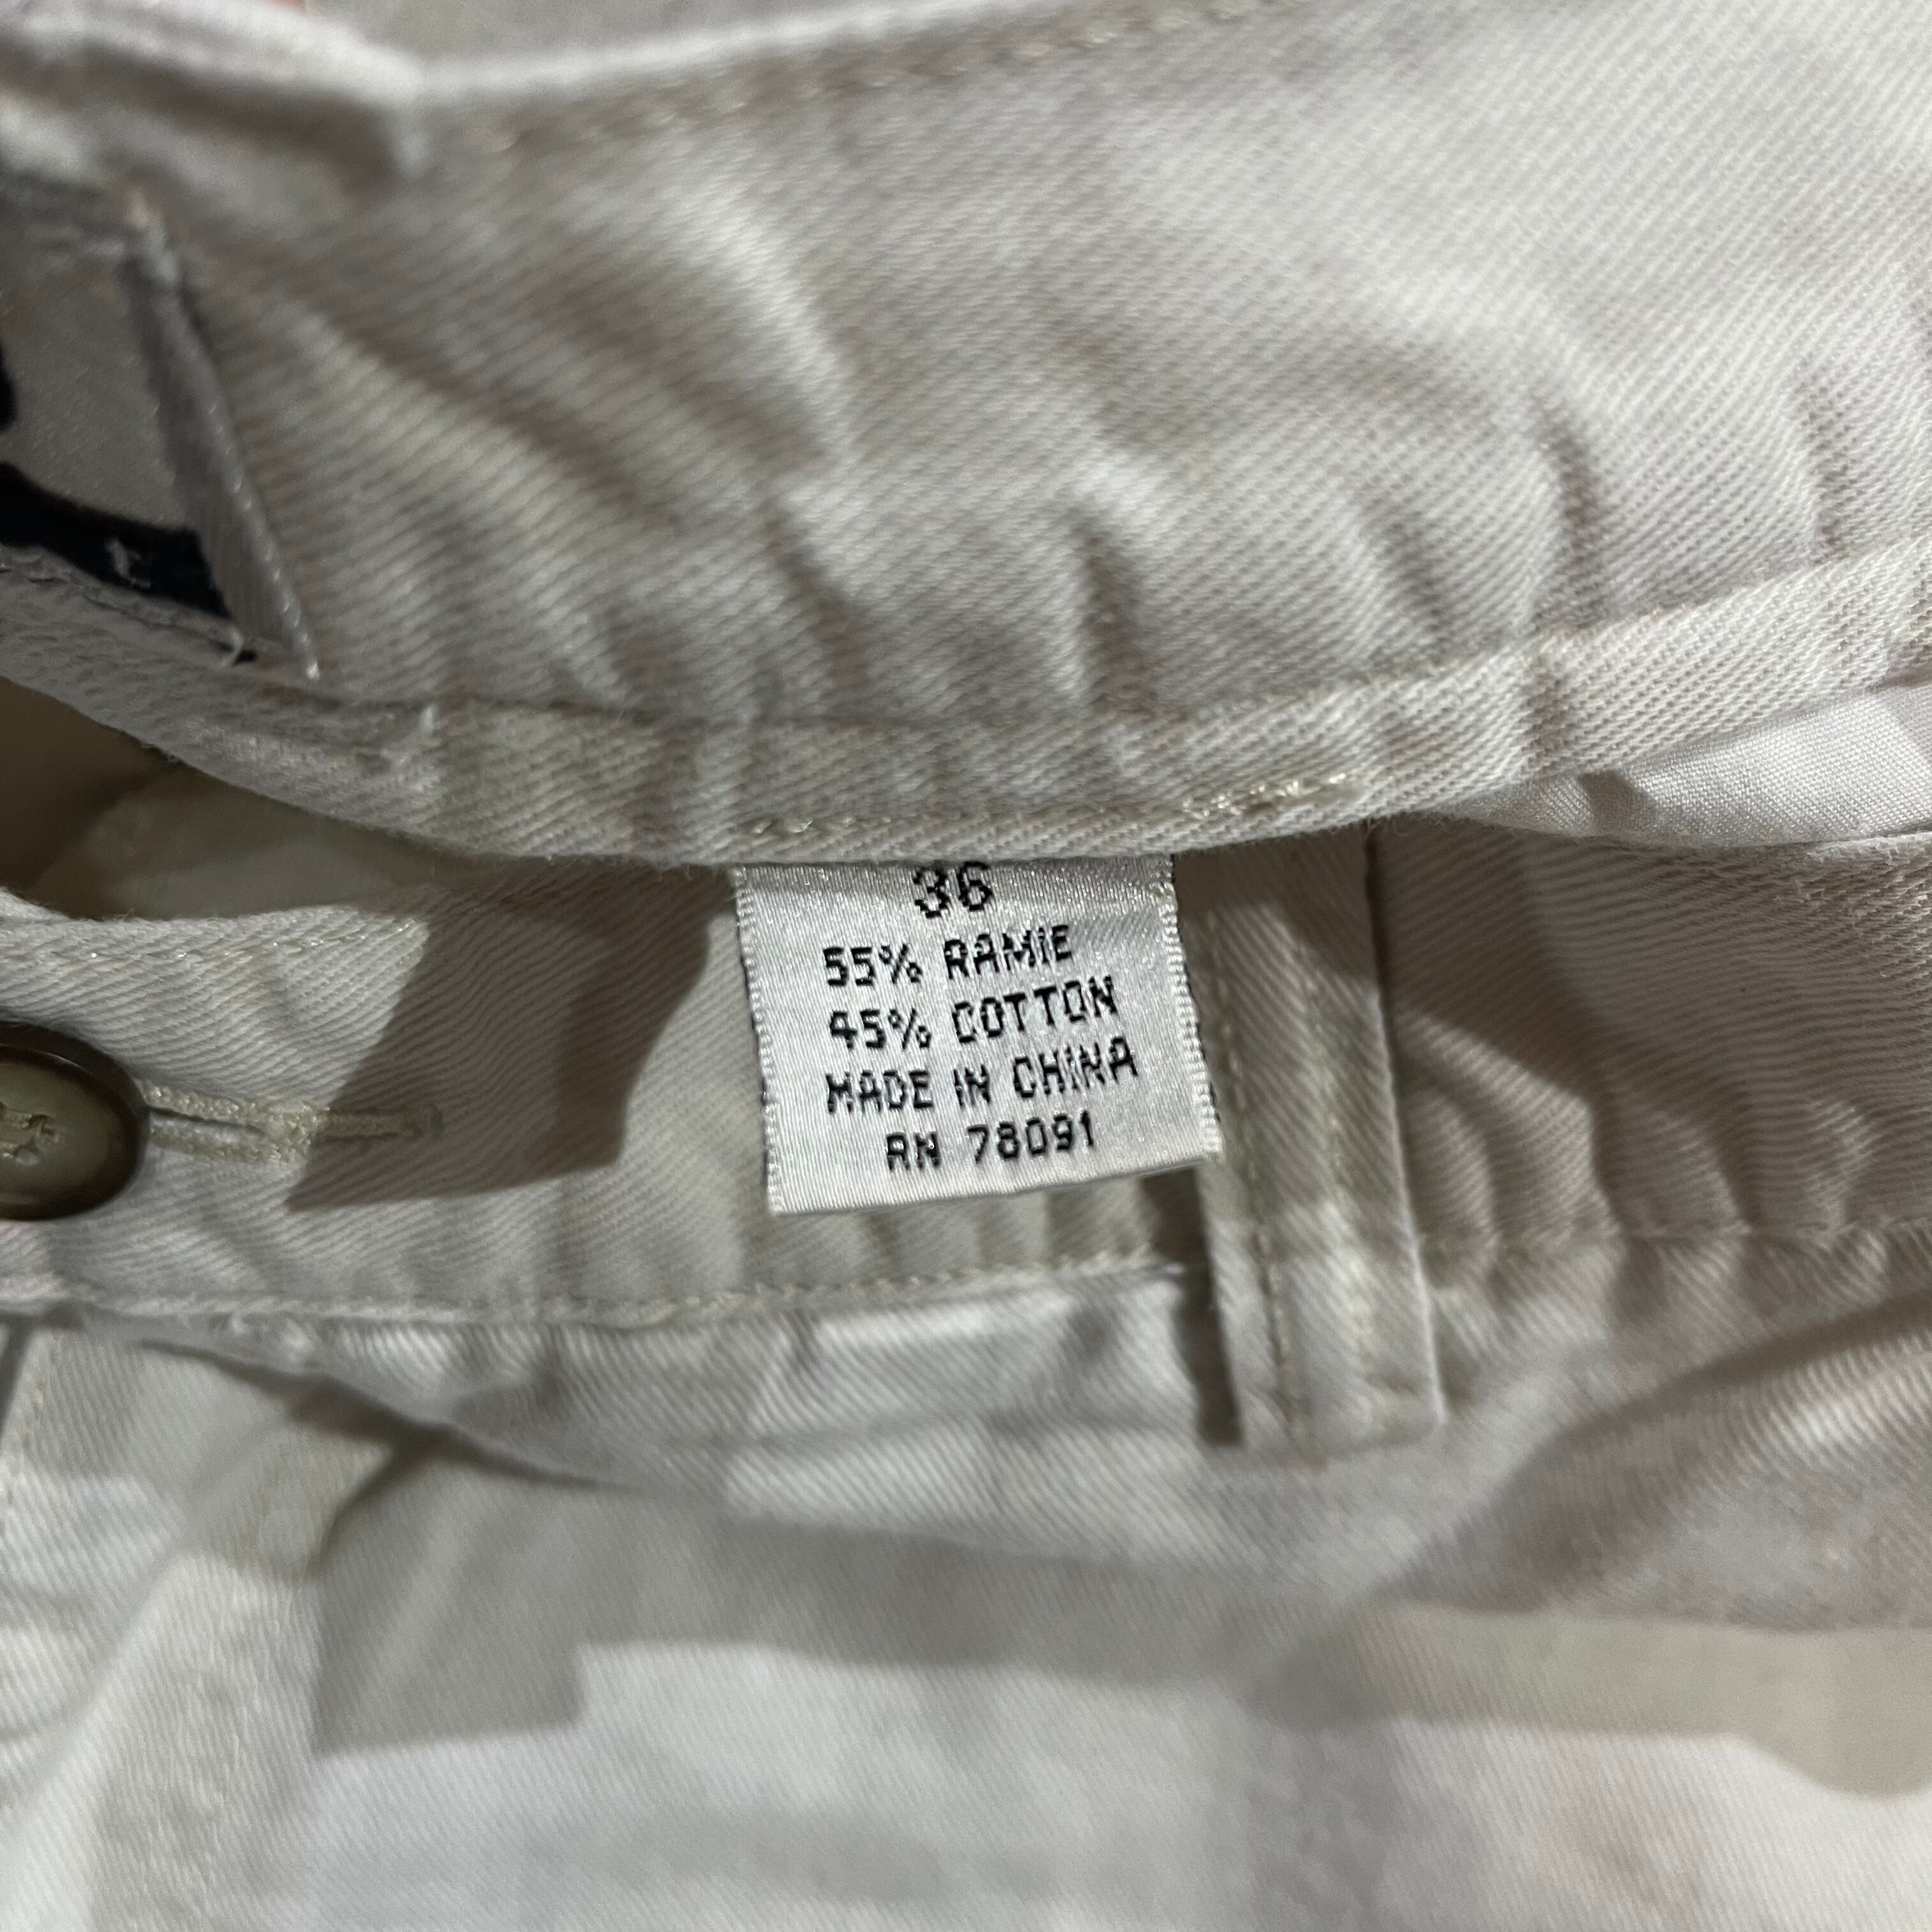 36
55% RAMIE
45% COTTON
MADE IN CHINA
RN 78091